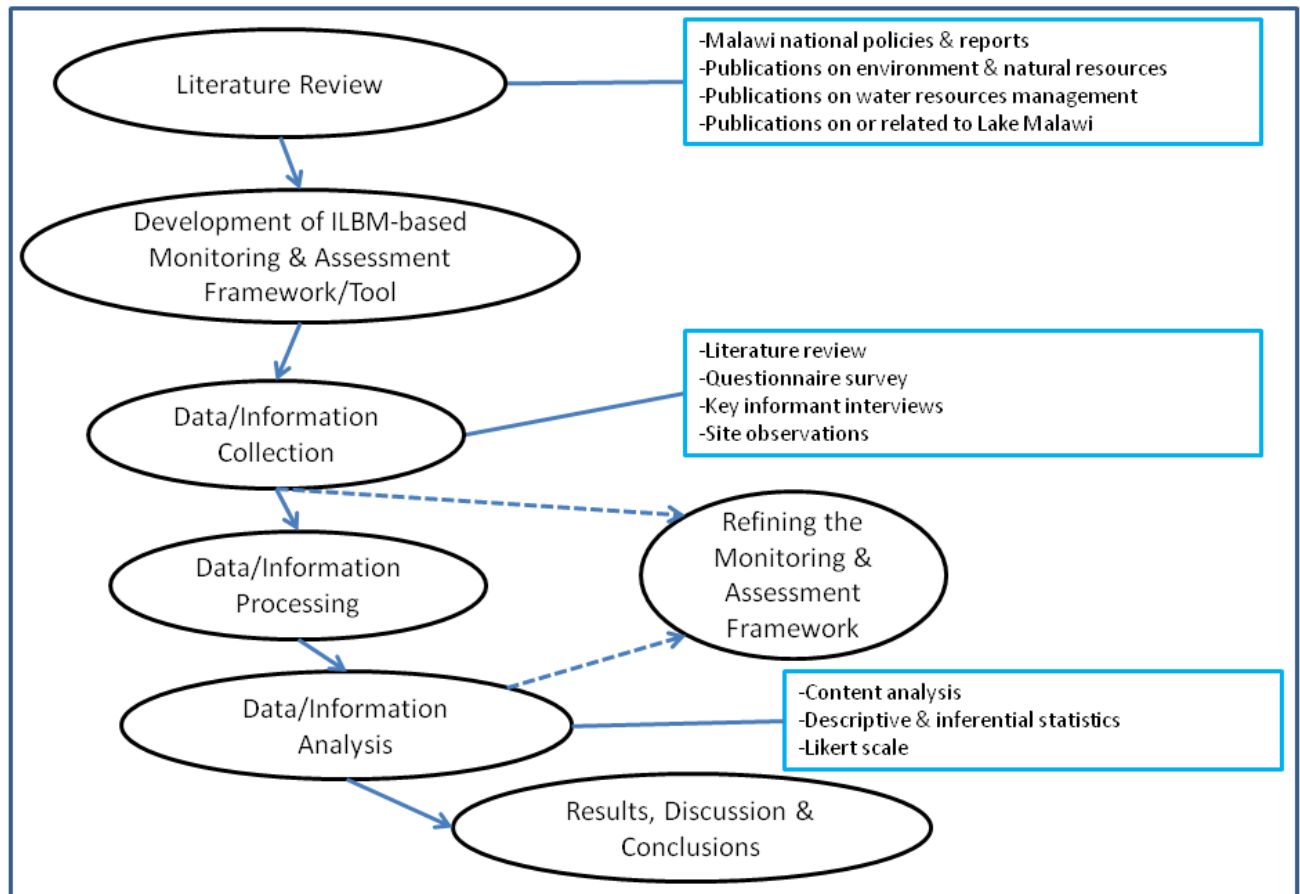 Literature Review
-Malawi national policies & reports
-Publications on environment & natural resources
-Publications on water resources management
-Publications on or related to Lake Malawi
Development of ILBM-based
Monitoring & Assessment
Framework/Tool
Data/Information
Collection
-Literature review
-Questionnaire survey
-Key informant interviews
-Site observations
Refining the
Monitoring &
Assessment
Framework
Data/Information
Processing
Data/Information
Analysis
-Content analysis
-Descriptive & inferential statistics
-Likert scale
Results, Discussion &
Conclusions